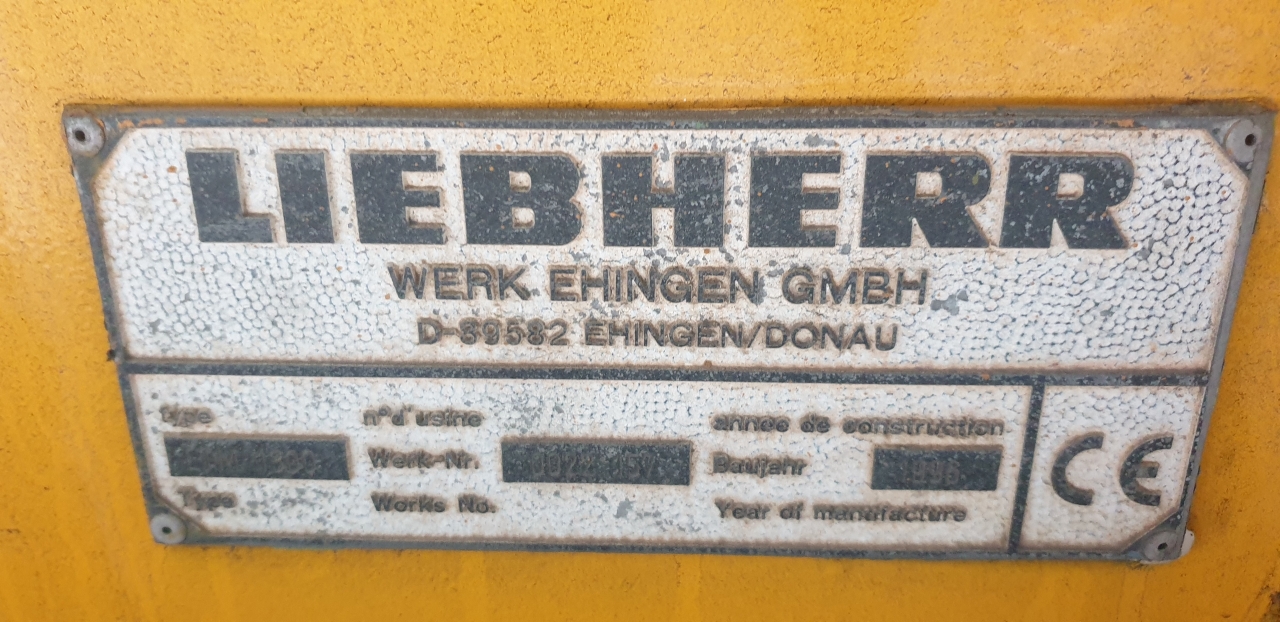 LIEBHERR
WERK EHINGEN GMBH
D-89582 EHINGEN/DONAU
type n°d'usine annee de construction
Werk-Nr. Baujahr 1996
Type Works No. Year of manufacture
CE